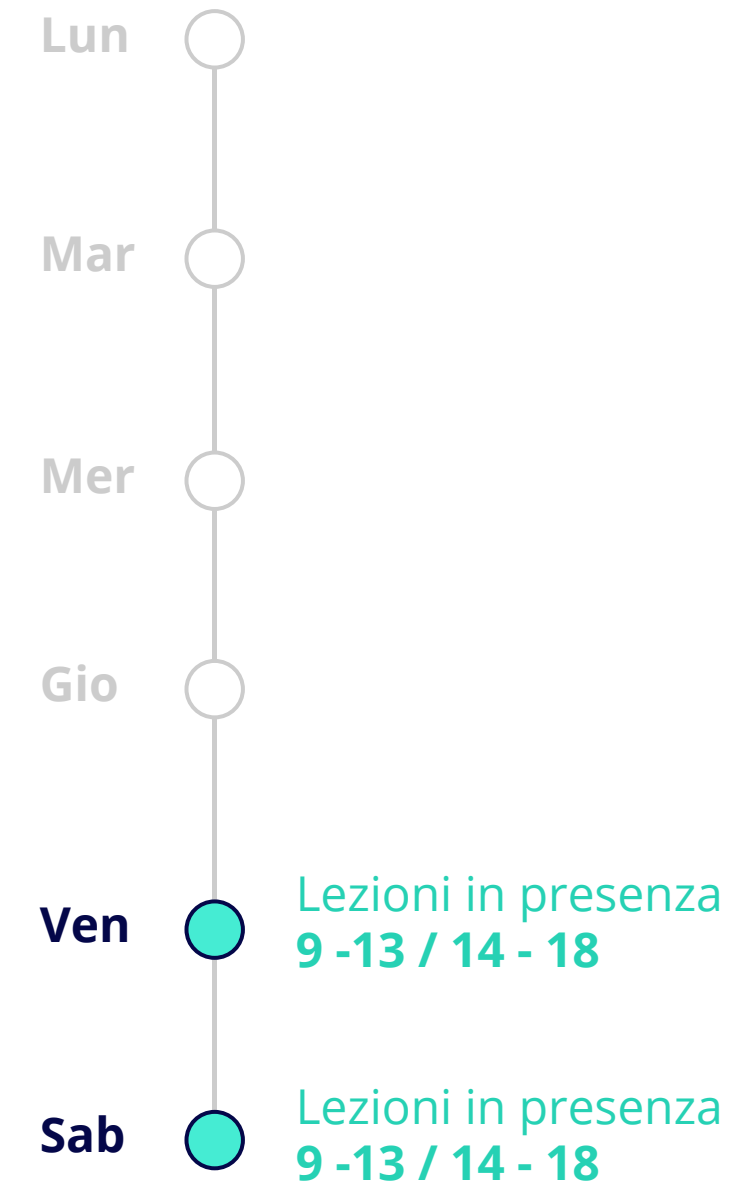 Lun
Mar
Mer
Gio
Ven
Lezioni in presenza
9 -13 / 14 - 18
Sab
Lezioni in presenza
9 -13 / 14 - 18